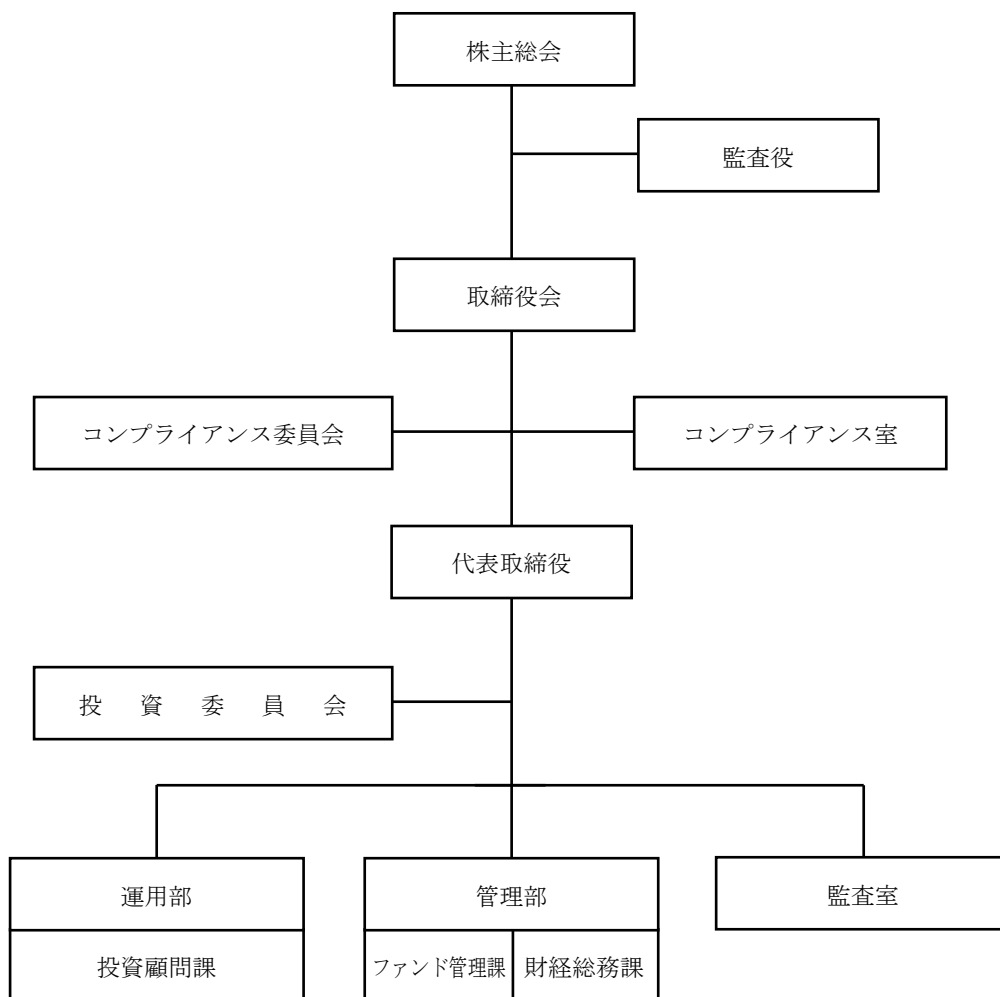 株主総会
監査役
取締役会
コンプライアンス委員会
コンプライアンス室
代表取締役
投資委員会
運用部
管理部
監査室
投資顧問課
ファンド管理課
財経総務課